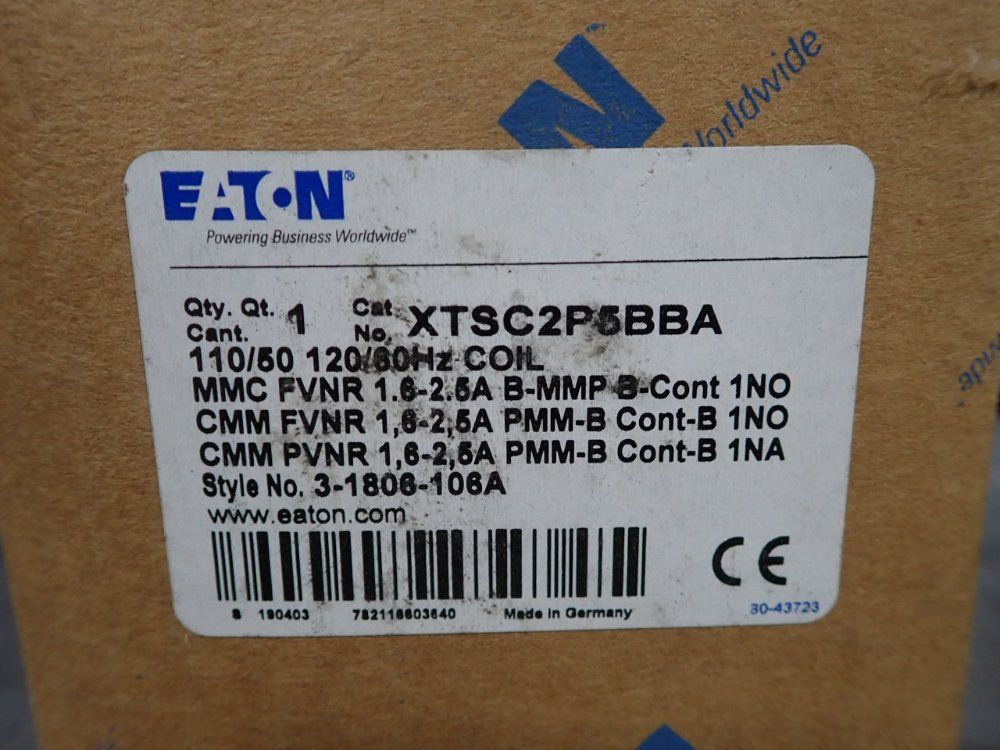 N
Worldwide
EATON®
Powering Business Worldwide™
Qty. Qt. Cant. 1 Cat No. XTSC2P5BBA
110/50 120/60Hz COIL
MMC FVNR 1.6-2.5A B-MMP B-Cont 1NO
CMM FVNR 1,6-2,5A PMM-B Cont-B 1NO
CMM PVNR 1,6-2,5A PMM-B Cont-B 1NA
Style No. 3-1806-106A
www.eaton.com
CE
S 190403 782116603640 Made in Germany
30-43723